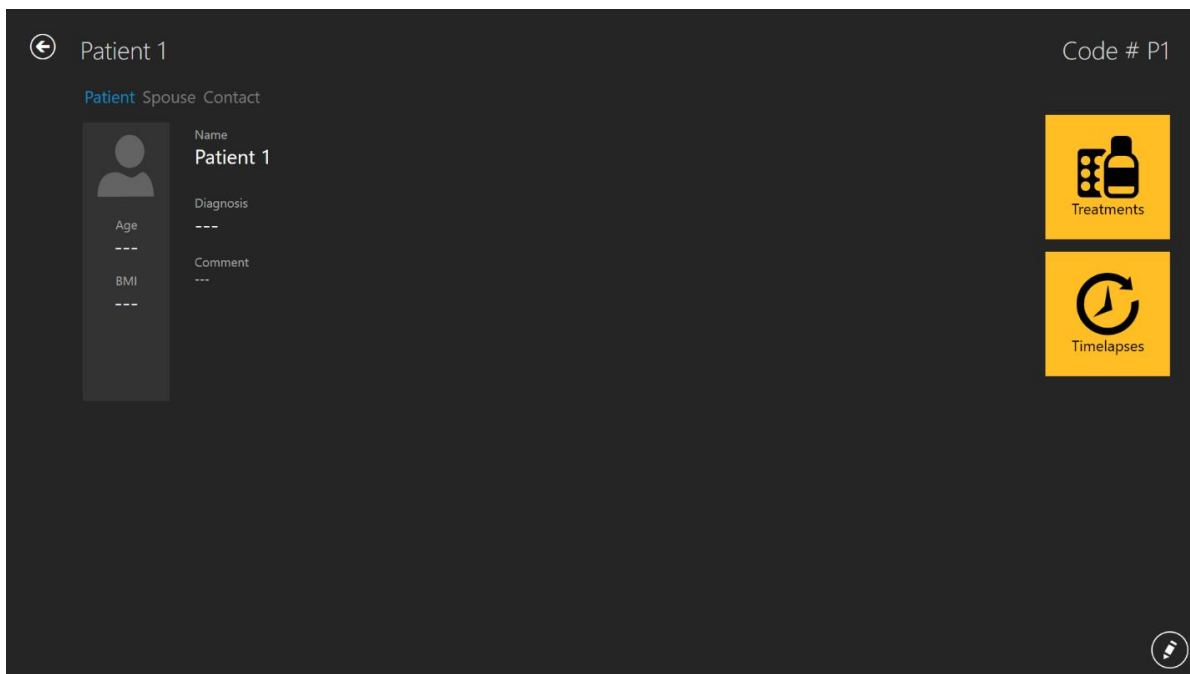 Patient 1
Code # P1
Patient Spouse Contact
Name
Patient 1
Diagnosis
---
Comment
---
Age
---
BMI
---
Treatments
Timelapses